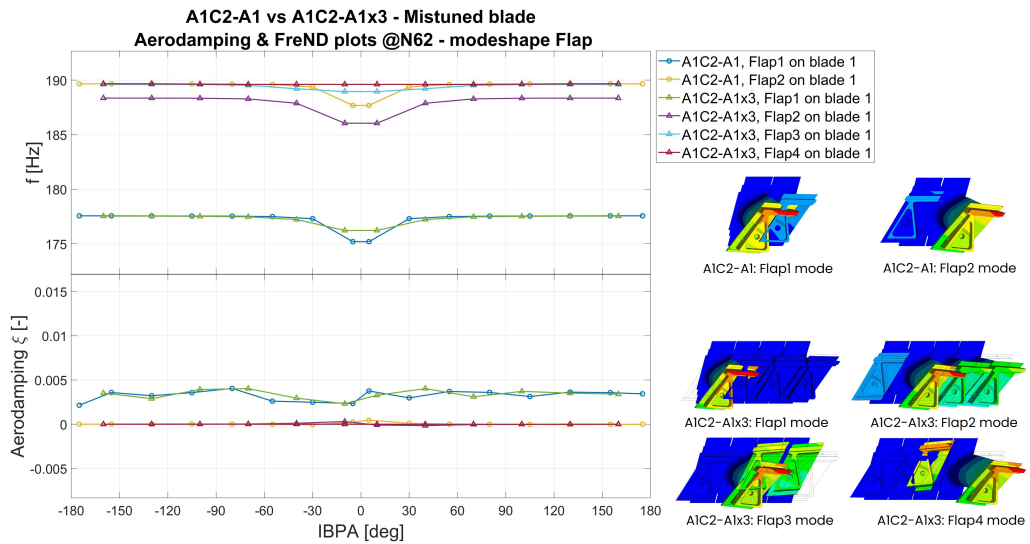 A1C2-A1 vs A1C2-A1x3 - Mistuned blade
Aerodamping & FreND plots @N62 - modeshape Flap
190
185
180
175
f [Hz]
A1C2-A1, Flap1 on blade 1
A1C2-A1, Flap2 on blade 1
A1C2-A1x3, Flap1 on blade 1
A1C2-A1x3, Flap2 on blade 1
A1C2-A1x3, Flap3 on blade 1
A1C2-A1x3, Flap4 on blade 1
A1C2-A1: Flap1 mode
A1C2-A1: Flap2 mode
0.015
0.01
0.005
0
-0.005
Aerodamping ξ [-]
-180 -150 -120 -90 -60 -30 0 30 60 90 120 150 180
IBPA [deg]
A1C2-A1x3: Flap1 mode
A1C2-A1x3: Flap2 mode
A1C2-A1x3: Flap3 mode
A1C2-A1x3: Flap4 mode